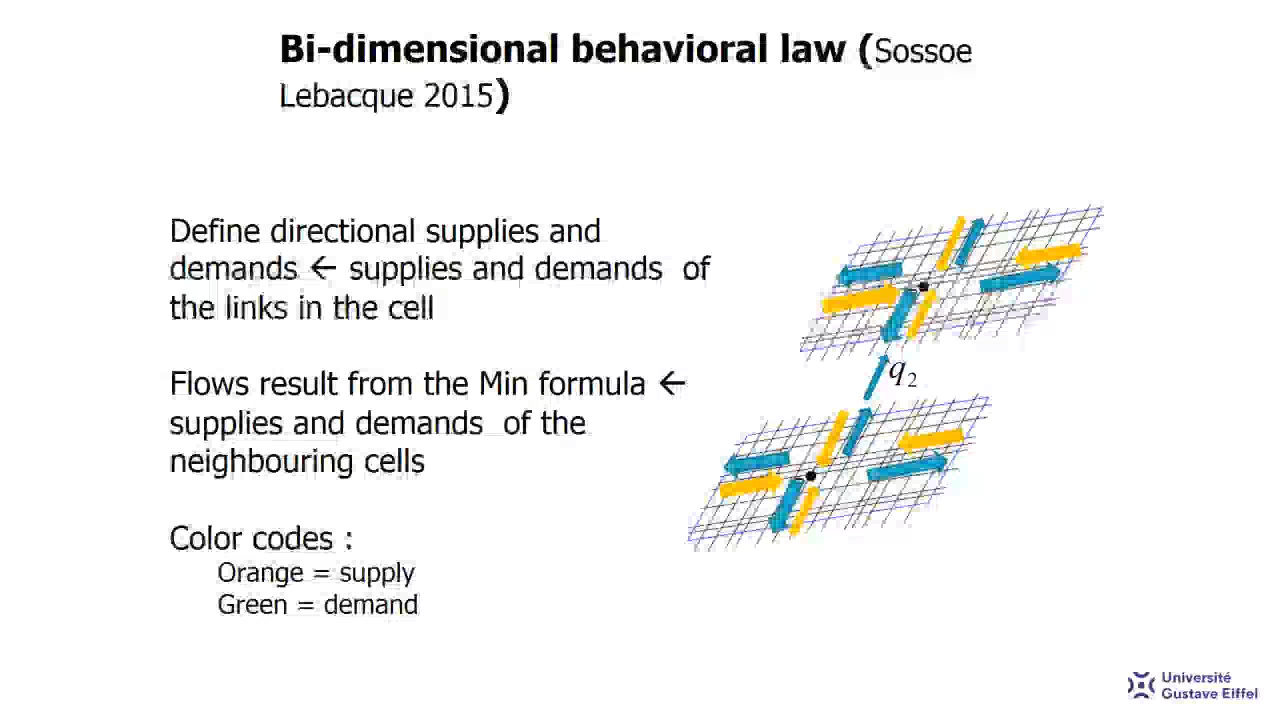 Bi-dimensional behavioral law (Sossoe
Lebacque 2015)
Define directional supplies and
demands ← supplies and demands of
the links in the cell
Flows result from the Min formula ←
supplies and demands of the
neighbouring cells
Color codes :
Orange = supply
Green = demand
q₂
Université
Gustave Eiffel